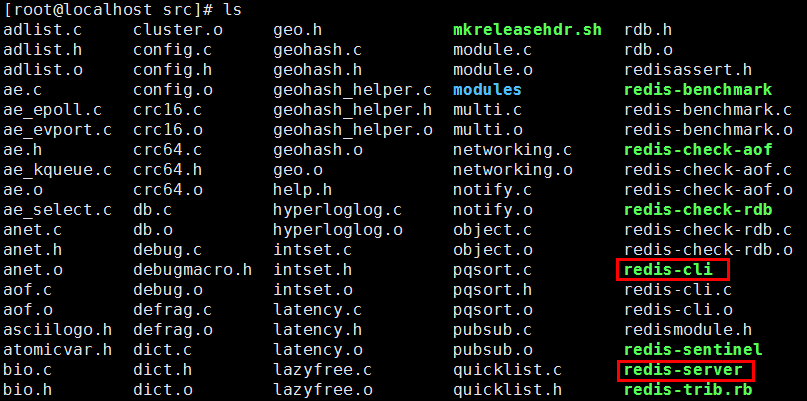 [root@localhost src]# ls
adlist.c cluster.o geo.h mkreleasehdr.sh rdb.h
adlist.h config.c geohash.c module.c rdb.o
adlist.o config.h geohash.h module.o redisassert.h
ae.c config.o geohash_helper.c modules redis-benchmark
ae_epoll.c crc16.c geohash_helper.h multi.c redis-benchmark.c
ae_evport.c crc16.o geohash_helper.o multi.o redis-benchmark.o
ae.h crc64.c geohash.o networking.c redis-check-aof
ae_kqueue.c crc64.h geo.o networking.o redis-check-aof.c
ae.o crc64.o help.h notify.c redis-check-aof.o
ae_select.c db.c hyperloglog.c notify.o redis-check-rdb
anet.c db.o hyperloglog.o object.c redis-check-rdb.c
anet.h debug.c intset.c object.o redis-check-rdb.o
anet.o debugmacro.h intset.h pqsort.c redis-cli
aof.c debug.o intset.o pqsort.h redis-cli.c
aof.o defrag.c latency.c pqsort.o redis-cli.o
asciilogo.h defrag.o latency.h pubsub.c redismodule.h
atomicvar.h dict.c latency.o pubsub.o redis-sentinel
bio.c dict.h lazyfree.c quicklist.c redis-server
bio.h dict.o lazyfree.o quicklist.h redis-trib.rb